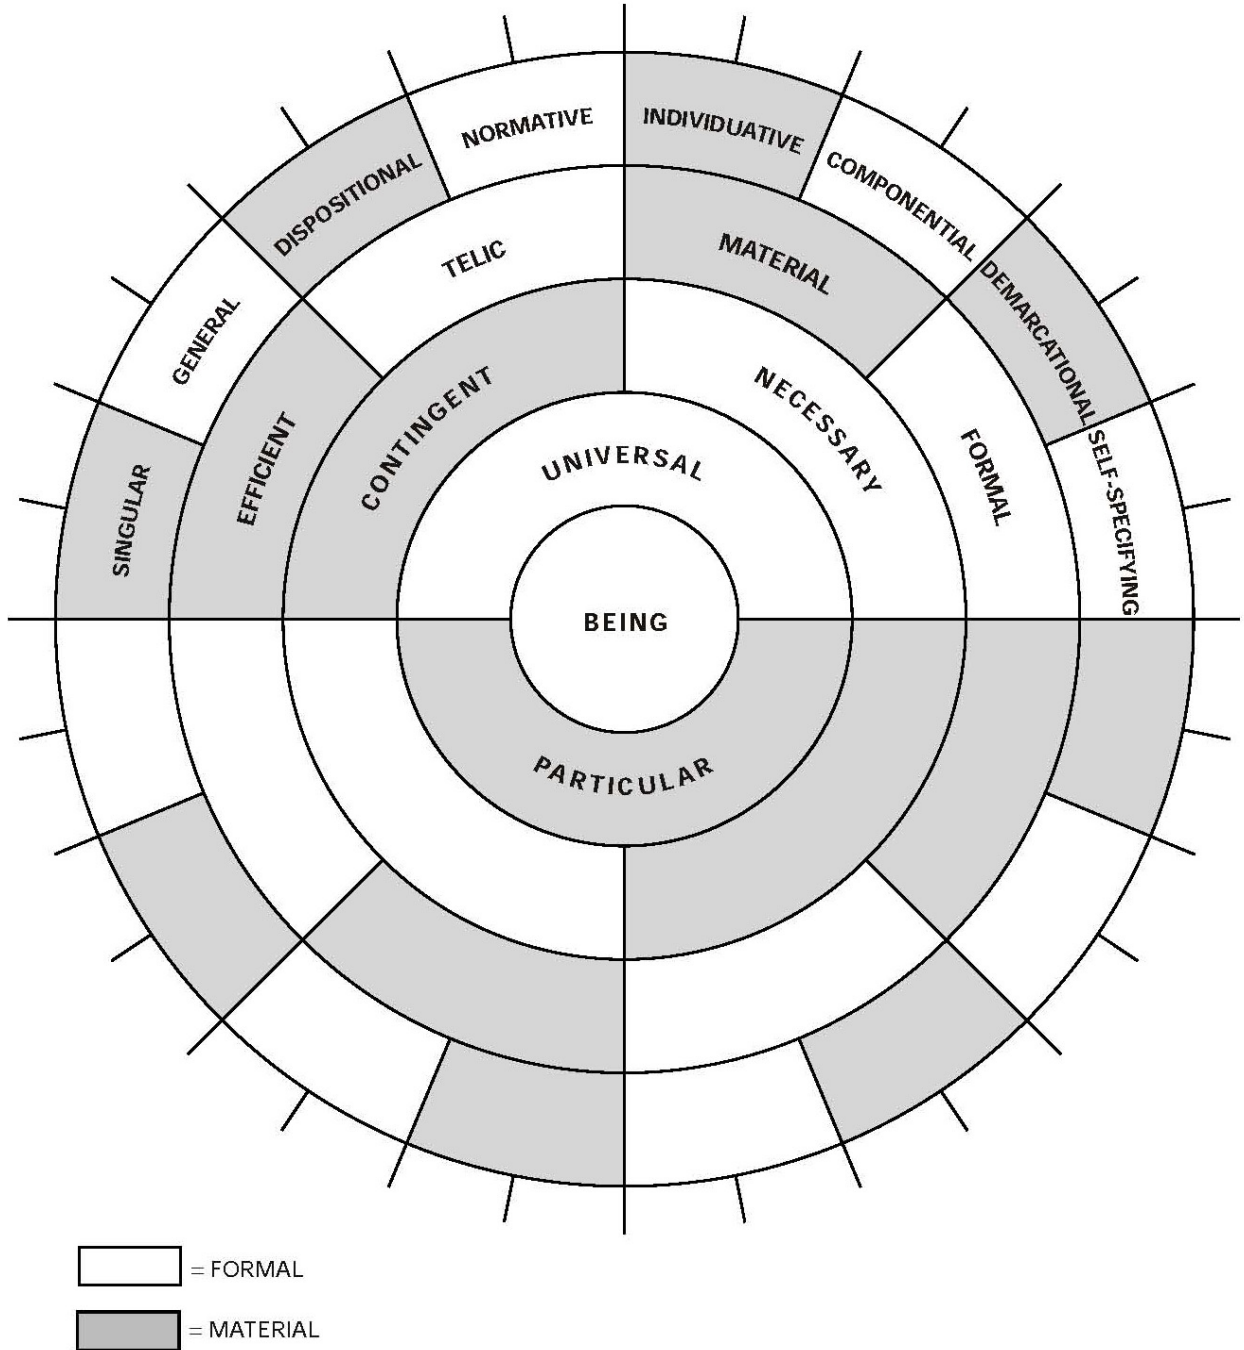 NORMATIVE
INDIVIDUATIVE
DISPOSITIONAL
COMPONENTIAL
TELIC
MATERIAL
DEMARCATIONAL
GENERAL
CONTINGENT
NECESSARY
SINGULAR
EFFICIENT
UNIVERSAL
FORMAL
SELF-SPECIFYING
BEING
PARTICULAR
= FORMAL
= MATERIAL